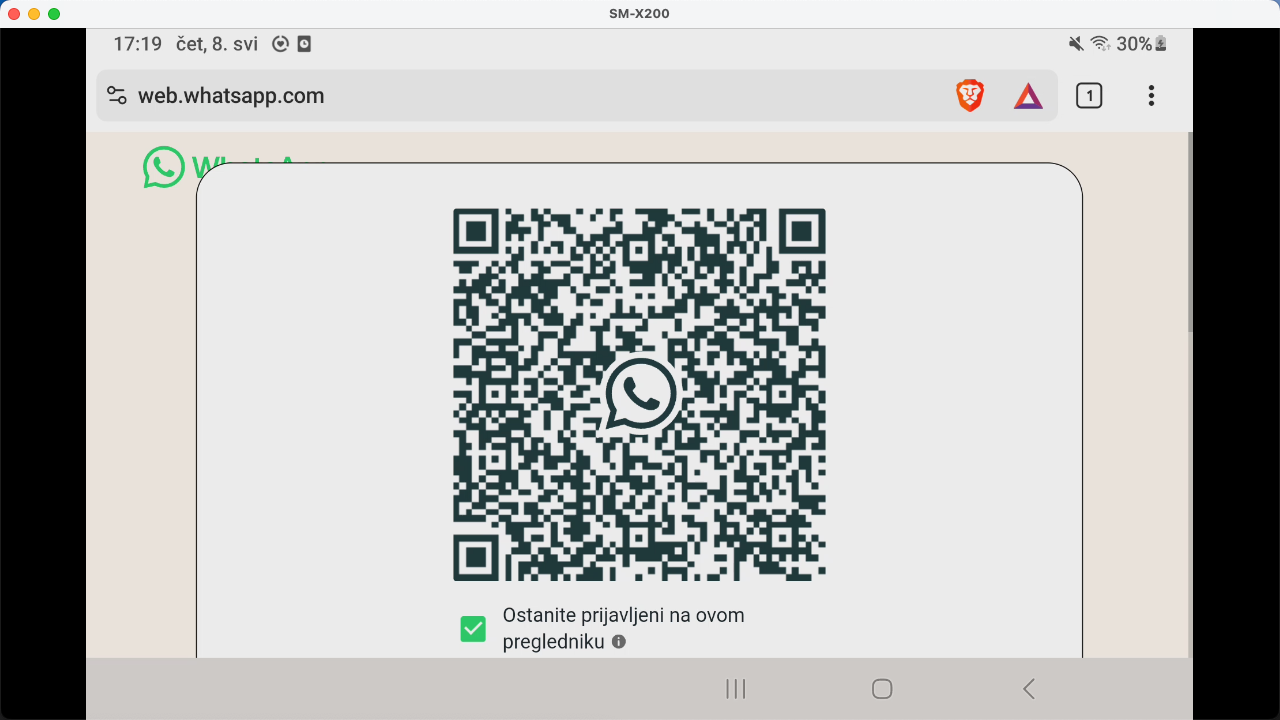 SM-X200
17:19 čet, 8. svi
30%
web.whatsapp.com
1
Ostanite prijavljeni na ovom
pregledniku